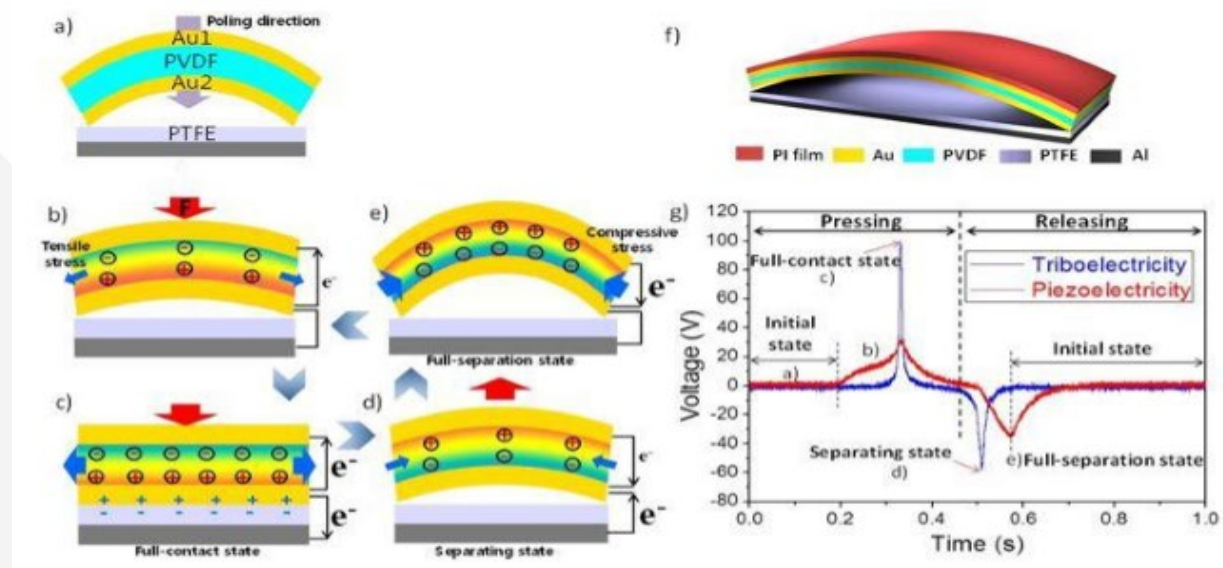 a)
Poling direction
Au1
PVDF
Au2
PTFE
f)
PI film Au PVDF PTFE Al
b)
F
Tensile
stress
e⁻
e)
Compressive
stress
e⁻
Full-separation state
c)
e⁻
+ + + + + +
- - - - - -
e⁻
Full-contact state
d)
e⁻
e⁻
Separating state
g)
Pressing Releasing
Full-contact state
c)
Triboelectricity
Piezoelectricity
Initial
state
b)
a)
Initial state
Separating state
d)
e)Full-separation state
Voltage (V)
120
100
80
60
40
20
0
-20
-40
-60
-80
0.0 0.2 0.4 0.6 0.8 1.0
Time (s)